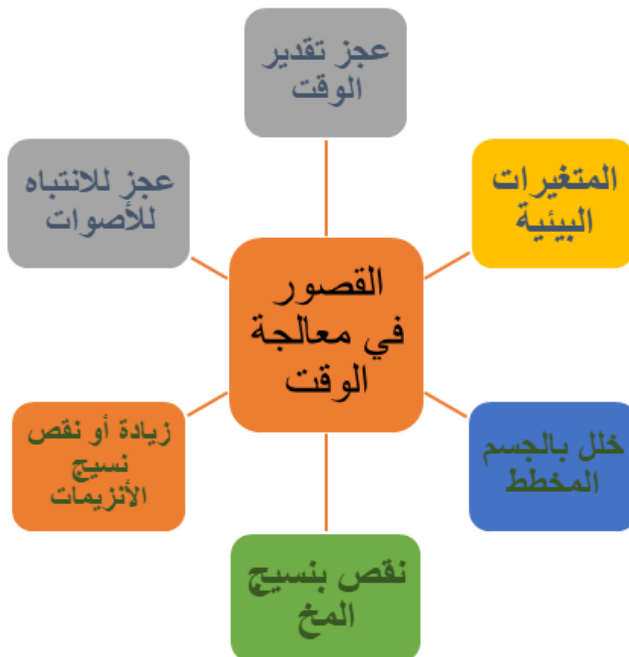 عجز تقدير
الوقت
المتغيرات
البيئية
عجز للانتباه
للأصوات
القصور
في معالجة
الوقت
خلل بالجسم
المخطط
زيادة أو نقص
نسيج
الأنزيمات
نقص بنسيج
المخ